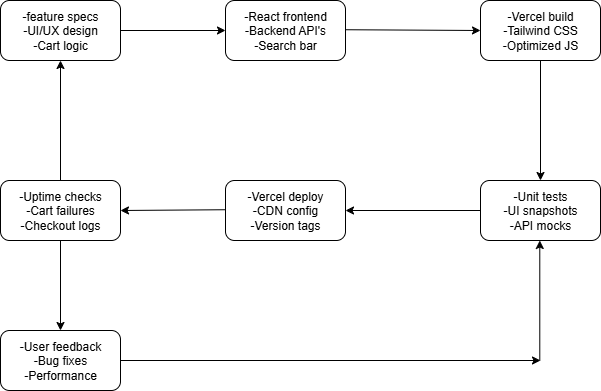 -feature specs
-UI/UX design
-Cart logic
-React frontend
-Backend API's
-Search bar
-Vercel build
-Tailwind CSS
-Optimized JS
-Uptime checks
-Cart failures
-Checkout logs
-Vercel deploy
-CDN config
-Version tags
-Unit tests
-UI snapshots
-API mocks
-User feedback
-Bug fixes
-Performance